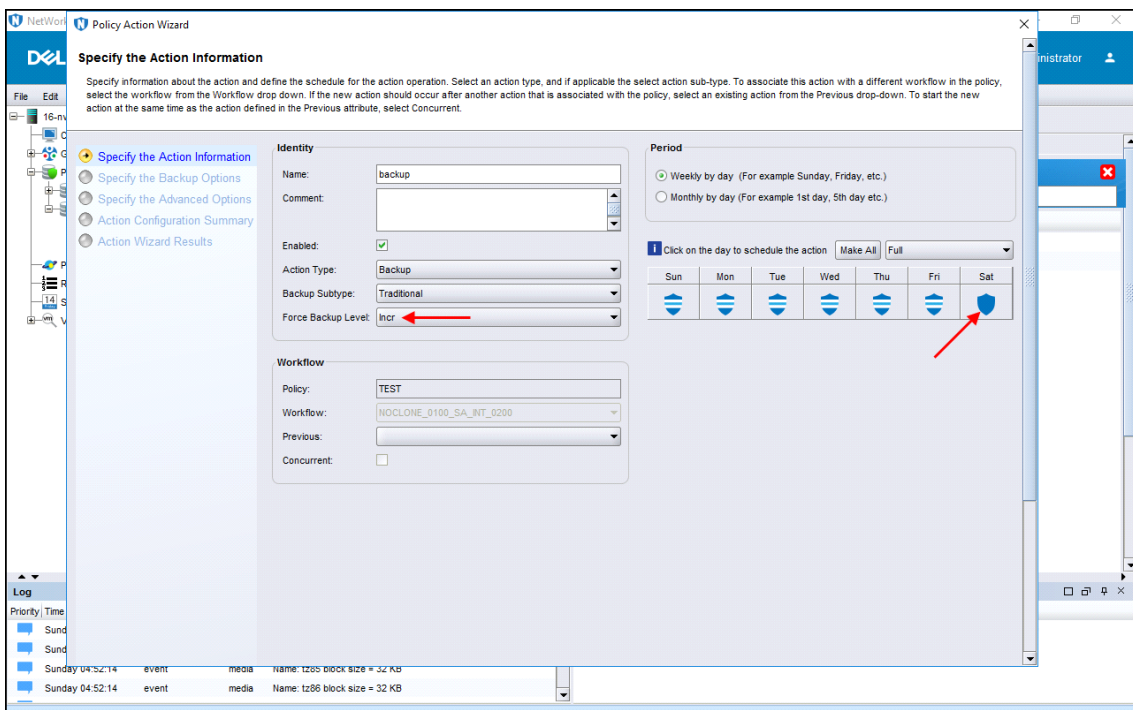 NetWor
Policy Action Wizard
DELL
Specify the Action Information
Specify information about the action and define the schedule for the action operation. Select an action type, and if applicable the select action sub-type. To associate this action with a different workflow in the policy,
select the workflow from the Workflow drop down. If the new action should occur after another action that is associated with the policy, select an existing action from the Previous drop-down. To start the new
action at the same time as the action defined in the Previous attribute, select Concurrent.
inistrator
File Edit
16-nv
Specify the Action Information
Specify the Backup Options
Specify the Advanced Options
Action Configuration Summary
Action Wizard Results
Identity
Name: backup
Comment:
Enabled:
Action Type: Backup
Backup Subtype: Traditional
Force Backup Level: Incr
Workflow
Policy: TEST
Workflow: NOCLONE_0100_SA_INT_0200
Previous:
Concurrent:
Period
Weekly by day (For example Sunday, Friday, etc.)
Monthly by day (For example 1st day, 5th day etc.)
Click on the day to schedule the action Make All Full
Sun Mon Tue Wed Thu Fri Sat
14
vm
Log
Priority Time
Sund
Sund
Sunday 04:52:14 event media Name: tz85 block size = 32 KB
Sunday 04:52:14 event media Name: tz86 block size = 32 KB